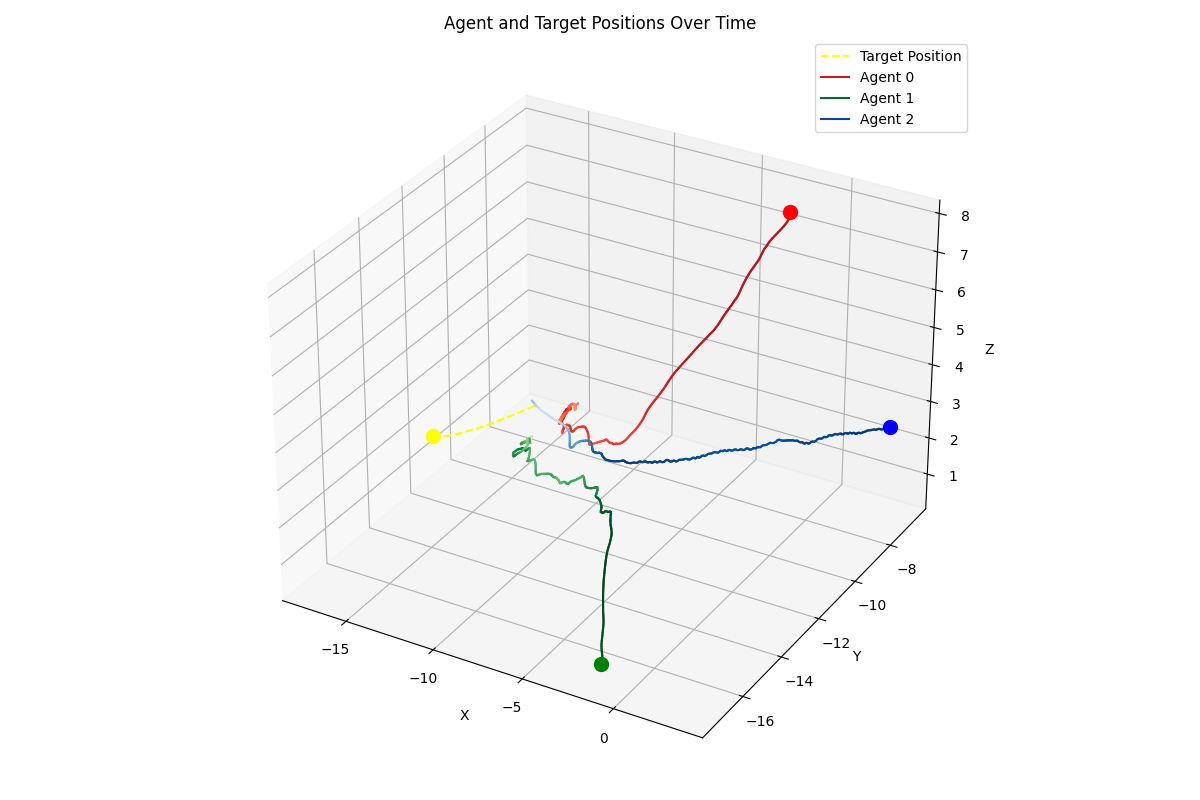 Agent and Target Positions Over Time
Target Position
Agent 0
Agent 1
Agent 2
8
7
6
5
4
3
2
1
Z
−8
−10
−12
−14
−16
Y
−15
−10
−5
0
X